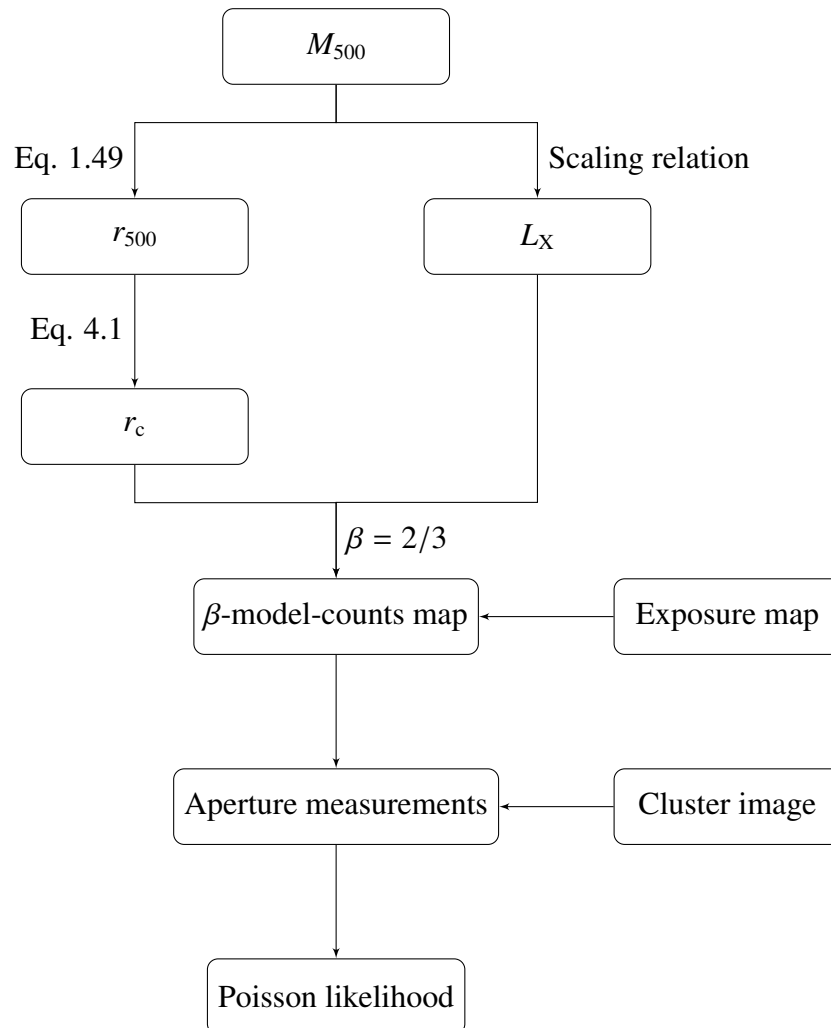 M500
Eq. 1.49
Scaling relation
r500
LX
Eq. 4.1
rc
β = 2/3
β-model-counts map
Exposure map
Aperture measurements
Cluster image
Poisson likelihood